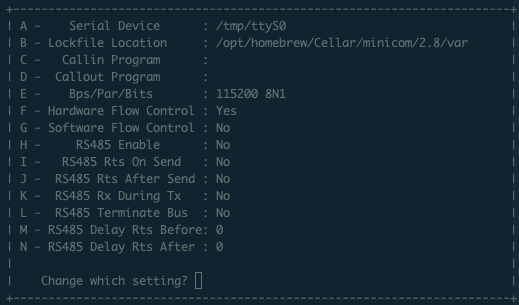 A -    Serial Device      : /tmp/ttyS0
B - Lockfile Location     : /opt/homebrew/Cellar/minicom/2.8/var
C -   Callin Program      :
D -  Callout Program      :
E -    Bps/Par/Bits       : 115200 8N1
F - Hardware Flow Control : Yes
G - Software Flow Control : No
H -     RS485 Enable      : No
I -   RS485 Rts On Send   : No
J -  RS485 Rts After Send : No
K -  RS485 Rx During Tx   : No
L -  RS485 Terminate Bus  : No
M - RS485 Delay Rts Before: 0
N - RS485 Delay Rts After : 0
Change which setting?